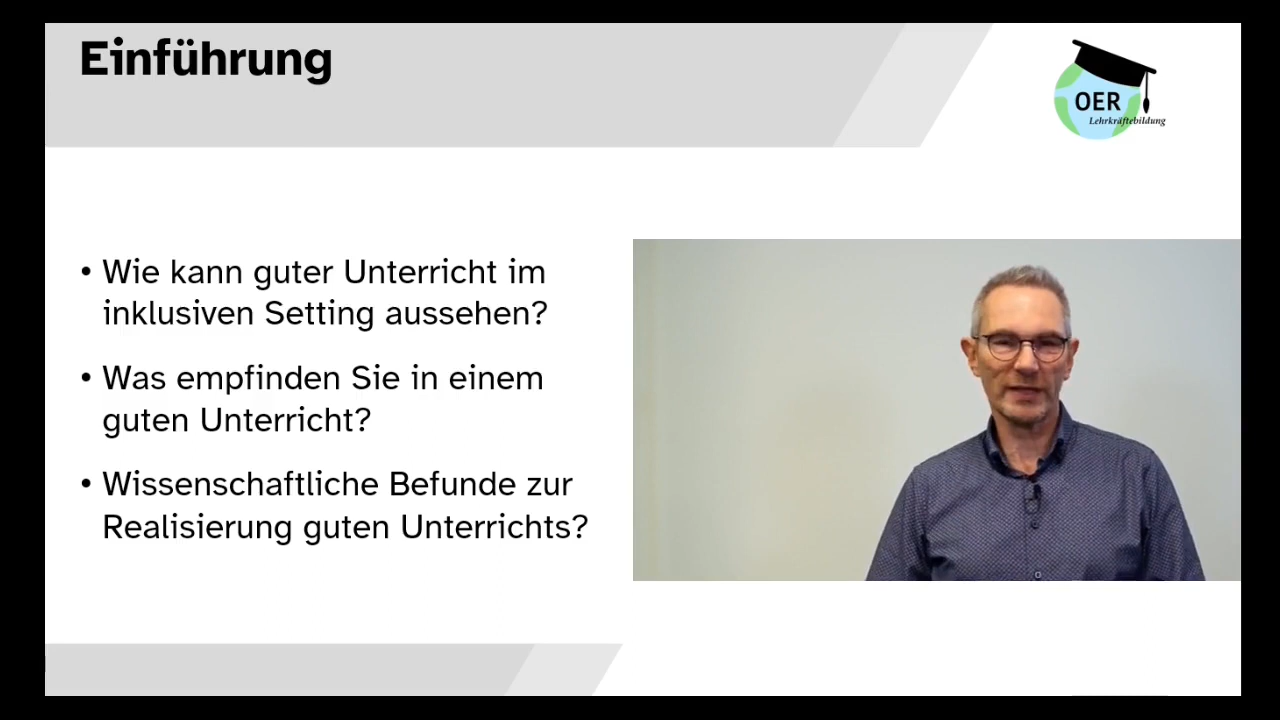 Einführung
OER
Lehrkräftebildung
• Wie kann guter Unterricht im
inklusiven Setting aussehen?
• Was empfinden Sie in einem
guten Unterricht?
• Wissenschaftliche Befunde zur
Realisierung guten Unterrichts?